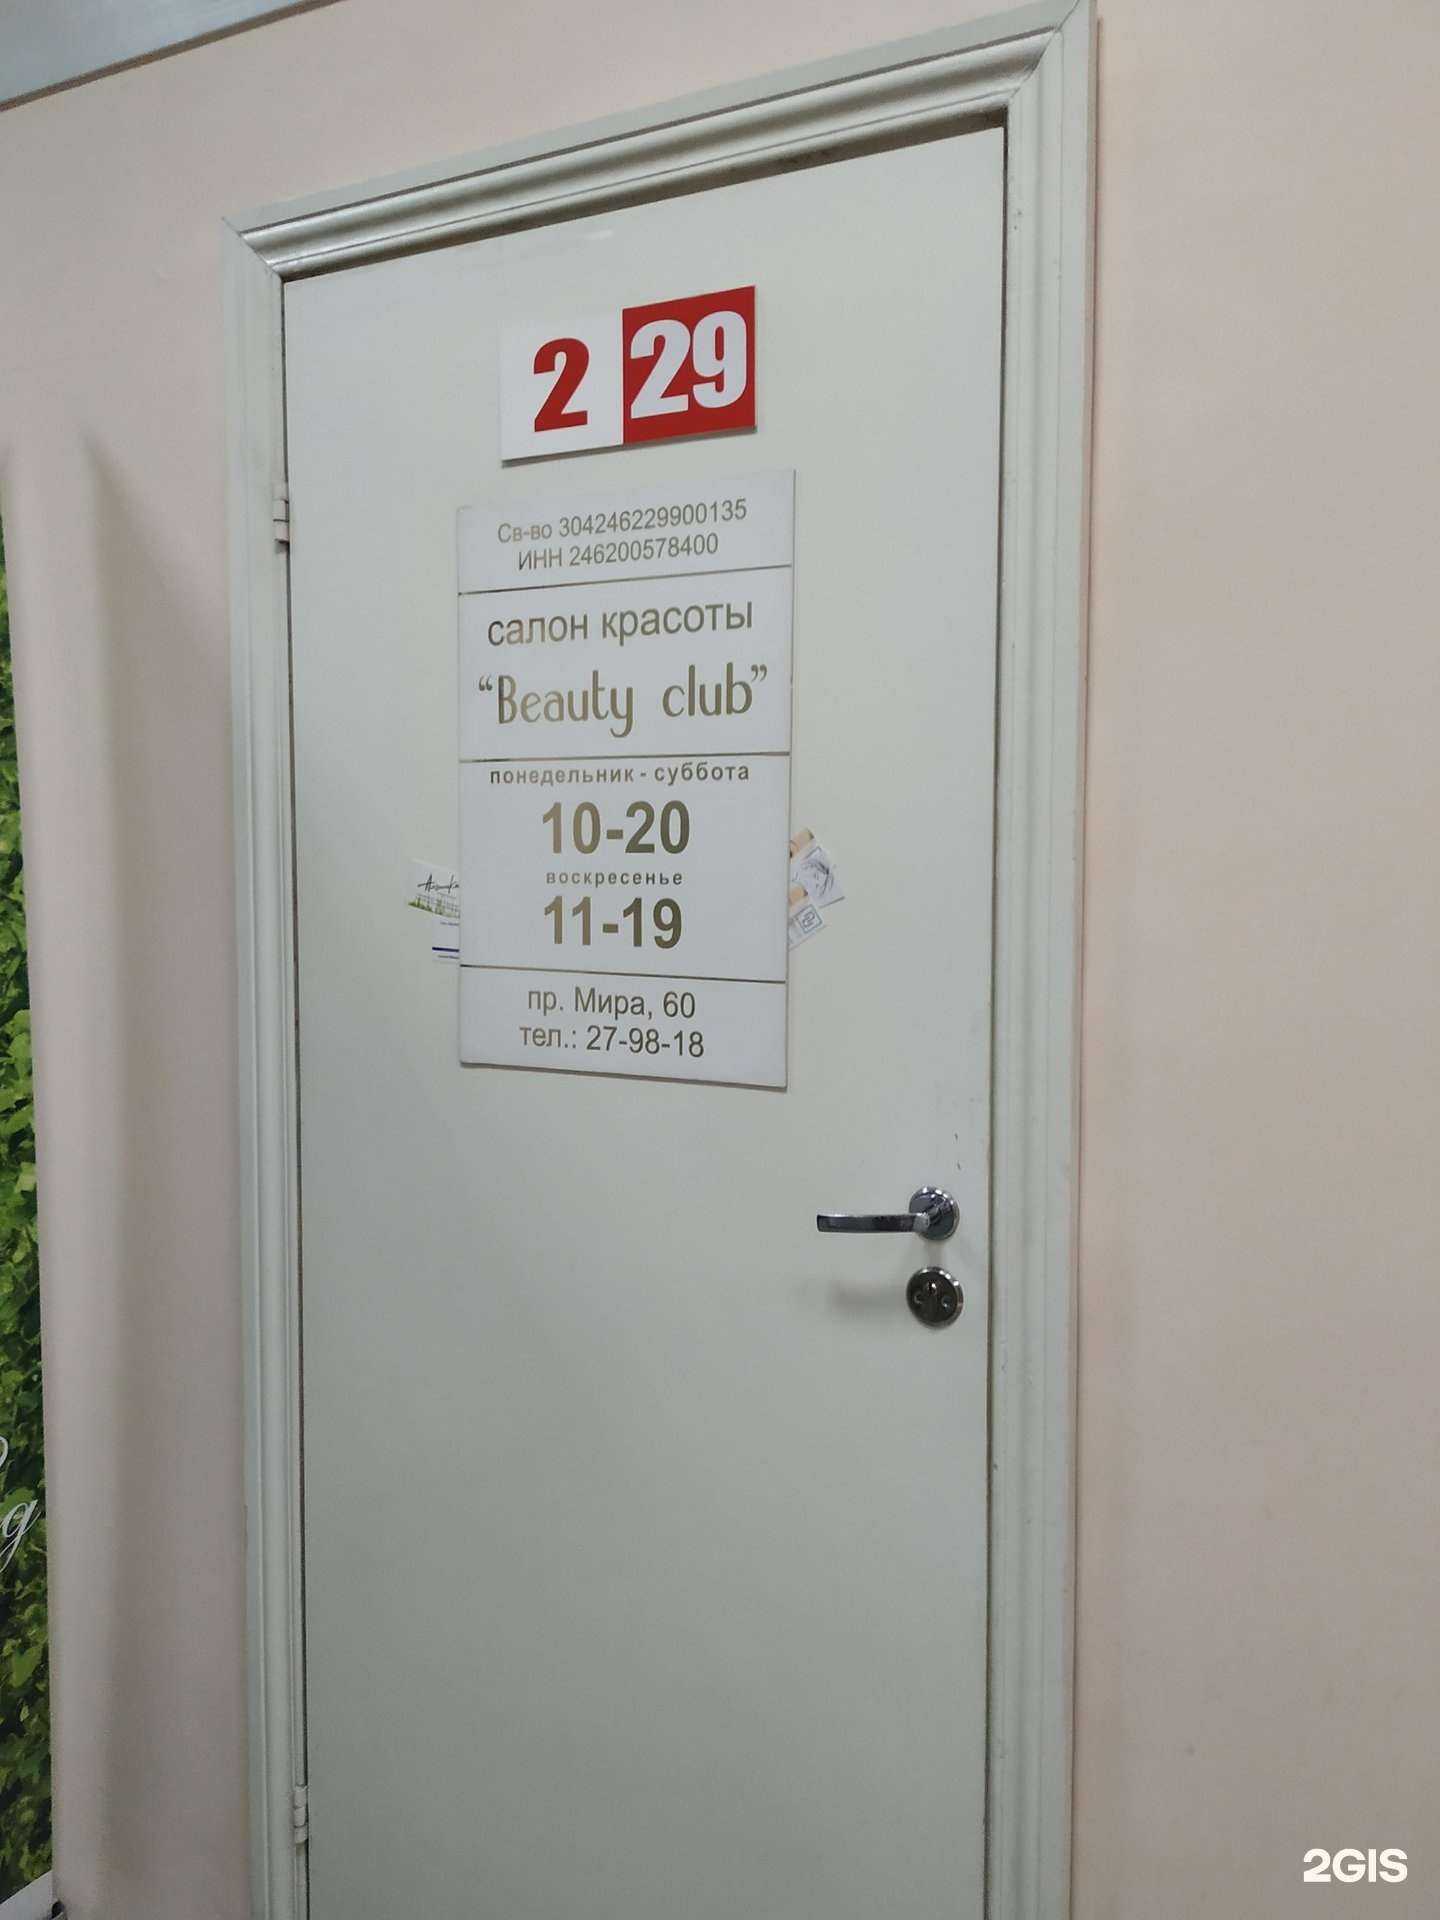 2 29
Св-во 304246229900135
ИНН 246200578400
салон красоты
“Beauty club”
понедельник - суббота
10-20
воскресенье
11-19
пр. Мира, 60
тел.: 27-98-18
2GIS